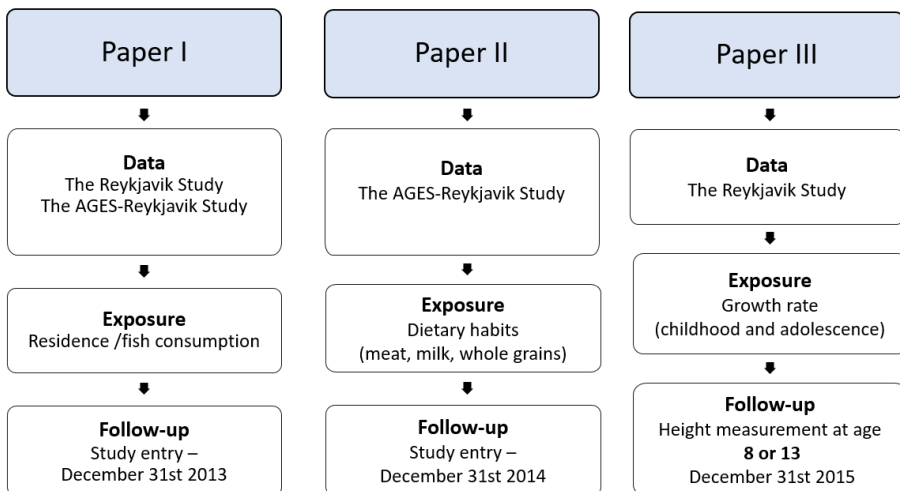 Paper I
Data
The Reykjavik Study
The AGES-Reykjavik Study
Exposure
Residence /fish consumption
Follow-up
Study entry –
December 31st 2013
Paper II
Data
The AGES-Reykjavik Study
Exposure
Dietary habits
(meat, milk, whole grains)
Follow-up
Study entry –
December 31st 2014
Paper III
Data
The Reykjavik Study
Exposure
Growth rate
(childhood and adolescence)
Follow-up
Height measurement at age
8 or 13
December 31st 2015